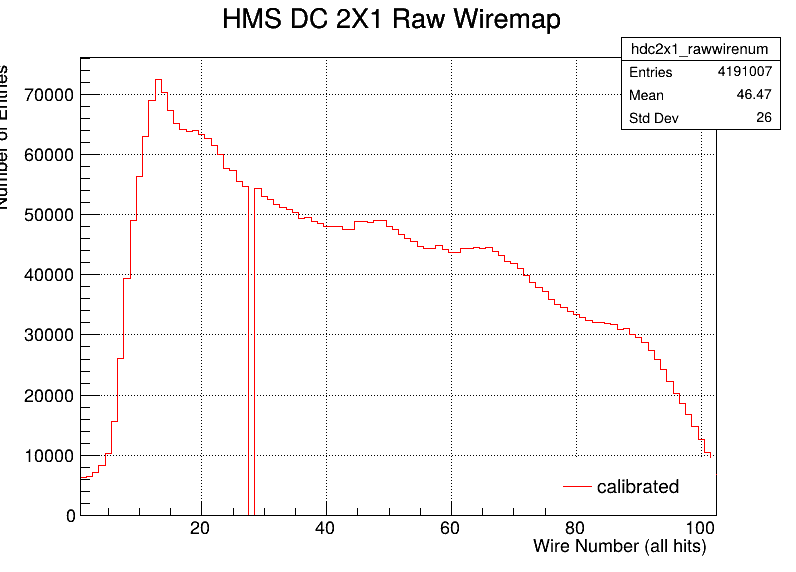 HMS DC 2X1 Raw Wiremap
hdc2x1_rawwirenum
Entries 4191007
Mean 46.47
Std Dev 26
Number of Entries
70000
60000
50000
40000
30000
20000
10000
0
calibrated
20 40 60 80 100
Wire Number (all hits)